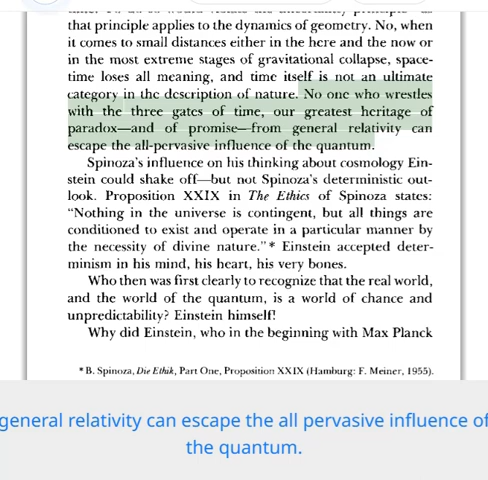 that principle applies to the dynamics of geometry. No, when
it comes to small distances either in the here and the now or
in the most extreme stages of gravitational collapse, space-
time loses all meaning, and time itself is not an ultimate
category in the description of nature. No one who wrestles
with the three gates of time, our greatest heritage of
paradox—and of promise—from general relativity can
escape the all-pervasive influence of the quantum.
Spinoza's influence on his thinking about cosmology Ein-
stein could shake off—but not Spinoza's deterministic out-
look. Proposition XXIX in The Ethics of Spinoza states:
"Nothing in the universe is contingent, but all things are
conditioned to exist and operate in a particular manner by
the necessity of divine nature."* Einstein accepted deter-
minism in his mind, his heart, his very bones.
Who then was first clearly to recognize that the real world,
and the world of the quantum, is a world of chance and
unpredictability? Einstein himself!
Why did Einstein, who in the beginning with Max Planck
* B. Spinoza, Die Ethik, Part One, Proposition XXIX (Hamburg: F. Meiner, 1955).
general relativity can escape the all pervasive influence of
the quantum.